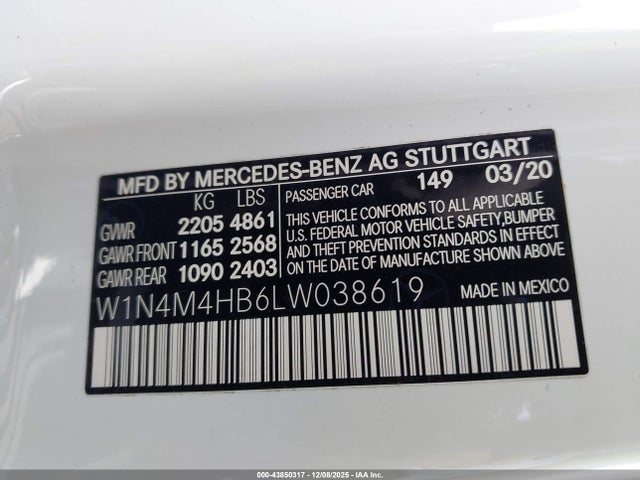 MFD BY MERCEDES-BENZ AG STUTTGART
KG LBS
GVWR 2205 4861
GAWR FRONT 1165 2568
GAWR REAR 1090 2403
PASSENGER CAR 149 03/20
THIS VEHICLE CONFORMS TO ALL APPLICABLE
U.S. FEDERAL MOTOR VEHICLE SAFETY, BUMPER
AND THEFT PREVENTION STANDARDS IN EFFECT
ON THE DATE OF MANUFACTURE SHOWN ABOVE.
W1N4M4HB6LW038619 MADE IN MEXICO
000-43850317 | 12/08/2025 | IAA Inc.